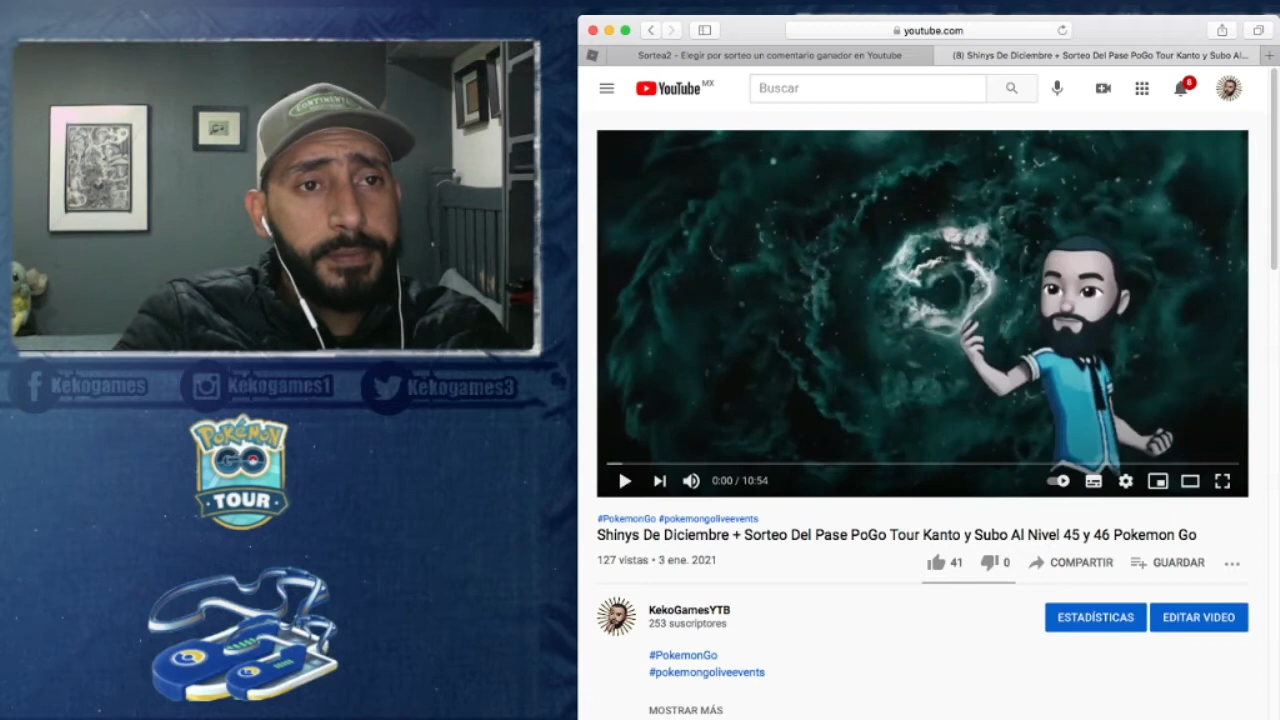 CONTINENTAL
Kekogames
Kekogames1
Kekogames3
POKÉMON
GO
TOUR
youtube.com
Sortea2 - Elegir por sorteo un comentario ganador en Youtube
(8) Shinys De Diciembre + Sorteo Del Pase PoGo Tour Kanto y Subo Al...
YouTube MX
Buscar
8
0:00 / 10:54
#PokemonGo #pokemongoliveevents
Shinys De Diciembre + Sorteo Del Pase PoGo Tour Kanto y Subo Al Nivel 45 y 46 Pokemon Go
127 vistas • 3 ene. 2021
41
0
COMPARTIR
GUARDAR
KekoGamesYTB
253 suscriptores
ESTADÍSTICAS
EDITAR VIDEO
#PokemonGo
#pokemongoliveevents
MOSTRAR MÁS